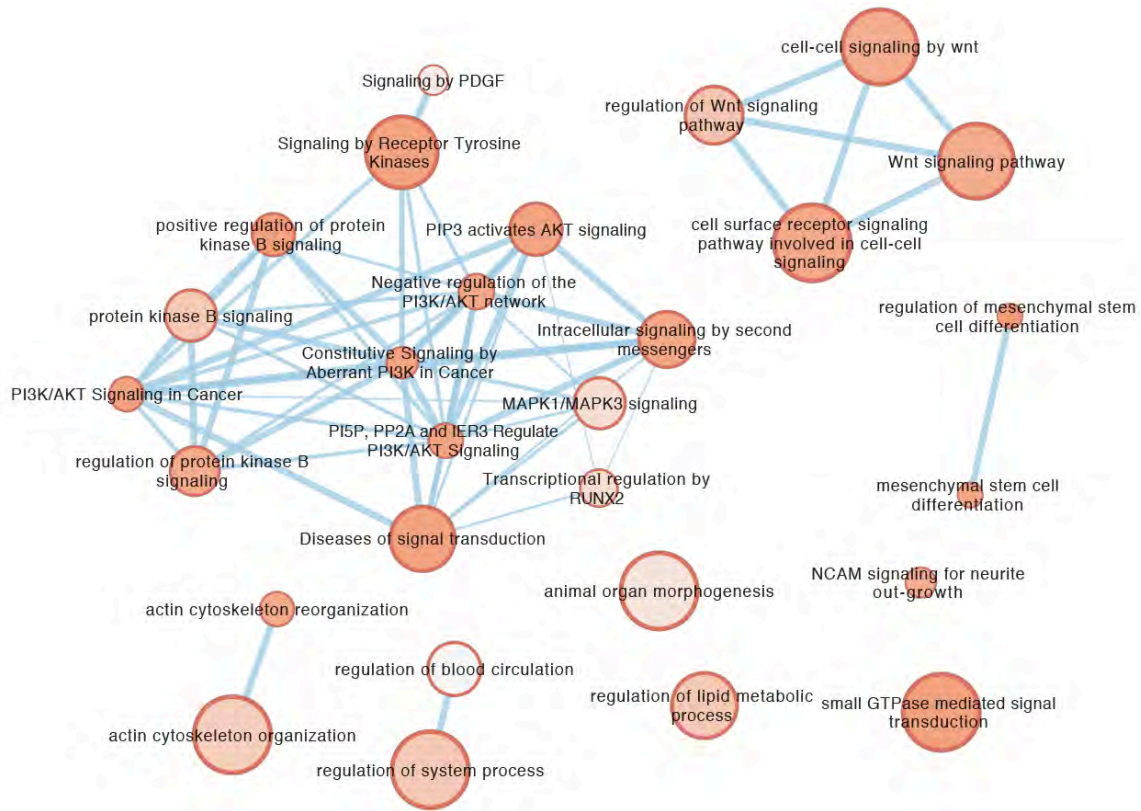 cell-cell signaling by wnt
Signaling by PDGF
regulation of Wnt signaling
pathway
Signaling by Receptor Tyrosine
Kinases
Wnt signaling pathway
positive regulation of protein
kinase B signaling
PIP3 activates AKT signaling
cell surface receptor signaling
pathway involved in cell-cell
signaling
Negative regulation of the
PI3K/AKT network
protein kinase B signaling
regulation of mesenchymal stem
cell differentiation
Intracellular signaling by second
messengers
Constitutive Signaling by
Aberrant PI3K in Cancer
PI3K/AKT Signaling in Cancer
MAPK1/MAPK3 signaling
PI5P, PP2A and IER3 Regulate
PI3K/AKT Signaling
regulation of protein kinase B
signaling
Transcriptional regulation by
RUNX2
mesenchymal stem cell
differentiation
Diseases of signal transduction
NCAM signaling for neurite
out-growth
animal organ morphogenesis
actin cytoskeleton reorganization
regulation of blood circulation
regulation of lipid metabolic
process
small GTPase mediated signal
transduction
actin cytoskeleton organization
regulation of system process